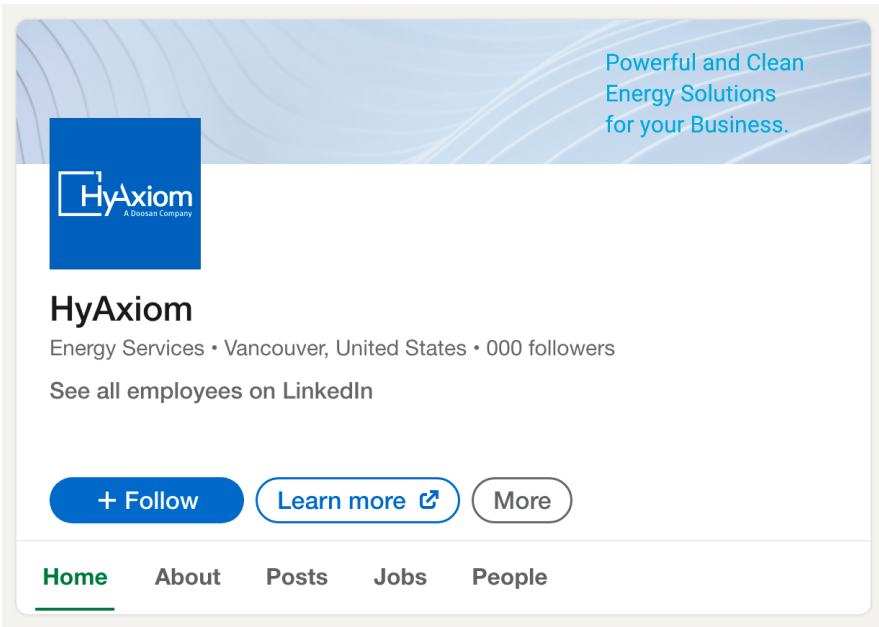 Powerful and Clean
Energy Solutions
for your Business.
HyAxiom
A Doosan Company
HyAxiom
Energy Services • Vancouver, United States • 000 followers
See all employees on LinkedIn
+ Follow
Learn more
More
Home
About
Posts
Jobs
People